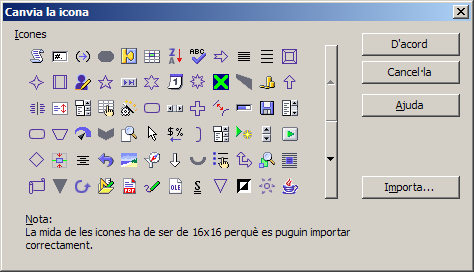 Canvia la icona
Icones
D'acord
Cancel·la
Ajuda
Importa...
Nota:
La mida de les icones ha de ser de 16x16 perquè es puguin importar
correctament.